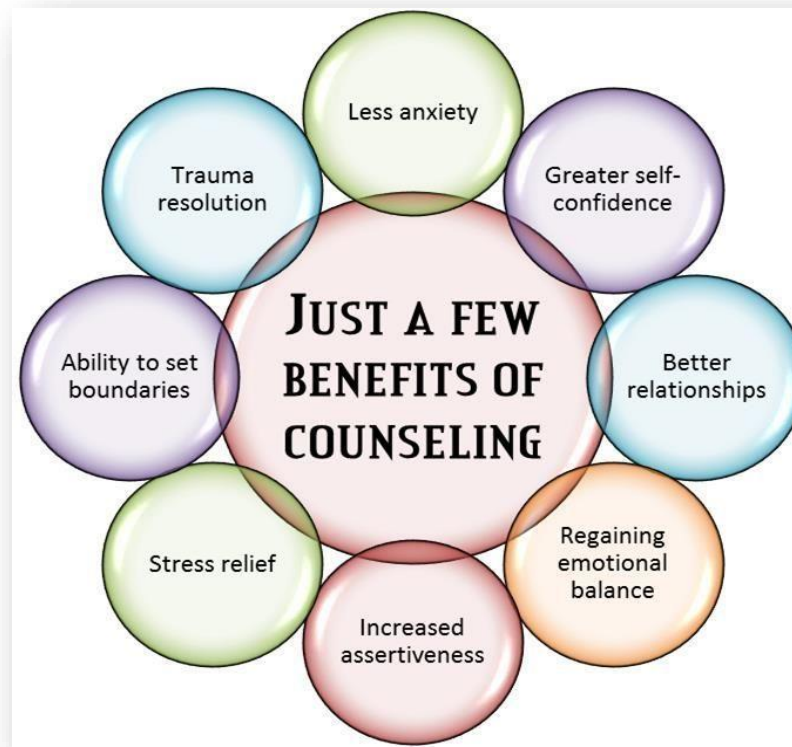 Less anxiety
Greater self-
confidence
Better
relationships
Regaining
emotional
balance
Increased
assertiveness
Stress relief
Ability to set
boundaries
Trauma
resolution
JUST A FEW
BENEFITS OF
COUNSELING